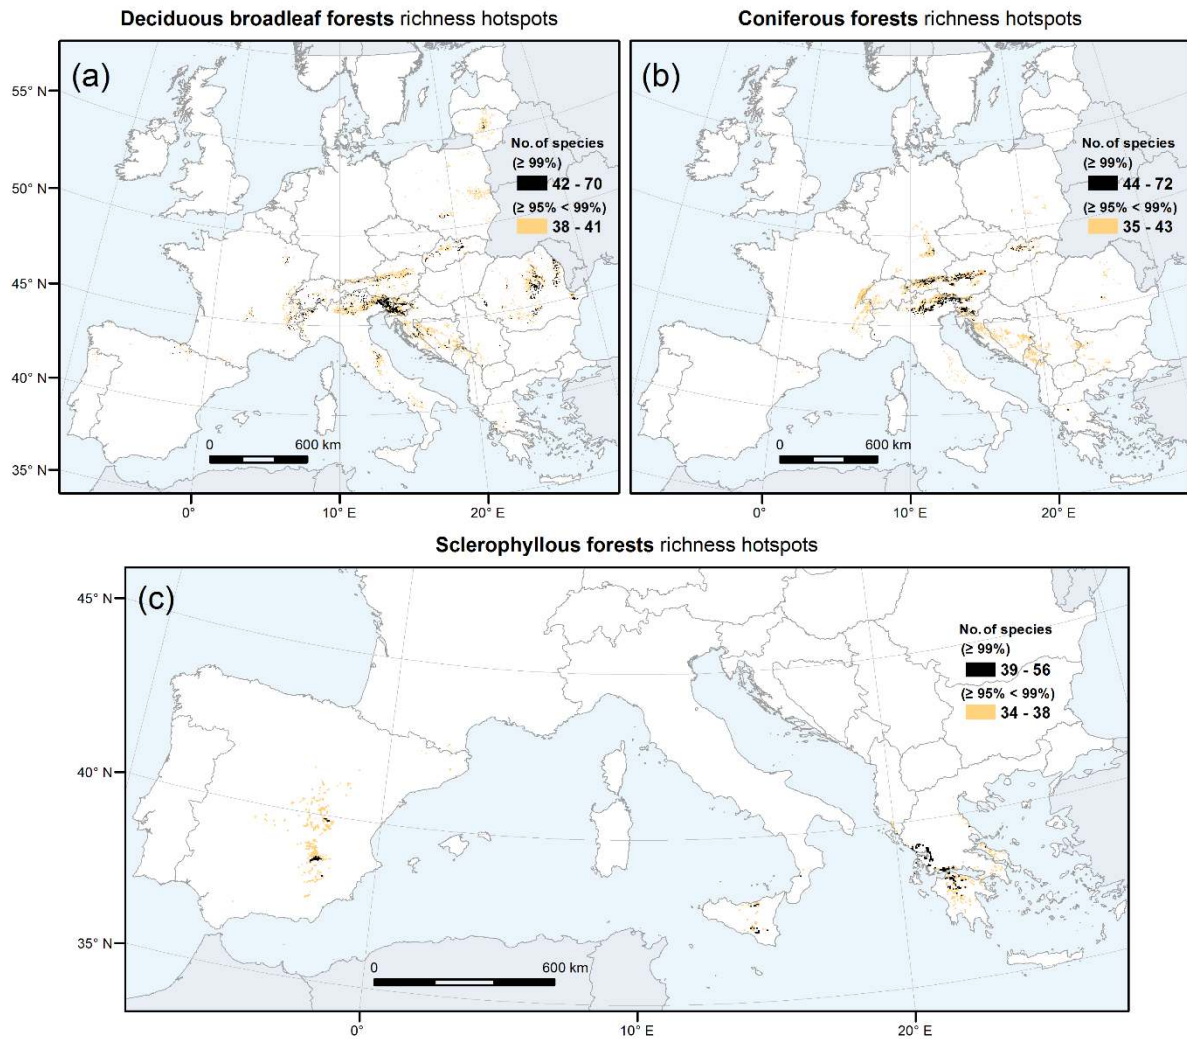 Deciduous broadleaf forests richness hotspots
Coniferous forests richness hotspots
(a)
(b)
55° N
50° N
45° N
40° N
35° N
No. of species
(≥ 99%)
42 - 70
(≥ 95% < 99%)
38 - 41
No. of species
(≥ 99%)
44 - 72
(≥ 95% < 99%)
35 - 43
0 600 km
0 600 km
0° 10° E 20° E
0° 10° E 20° E
Sclerophyllous forests richness hotspots
(c)
45° N
40° N
35° N
No. of species
(≥ 99%)
39 - 56
(≥ 95% < 99%)
34 - 38
0 600 km
0° 10° E 20° E